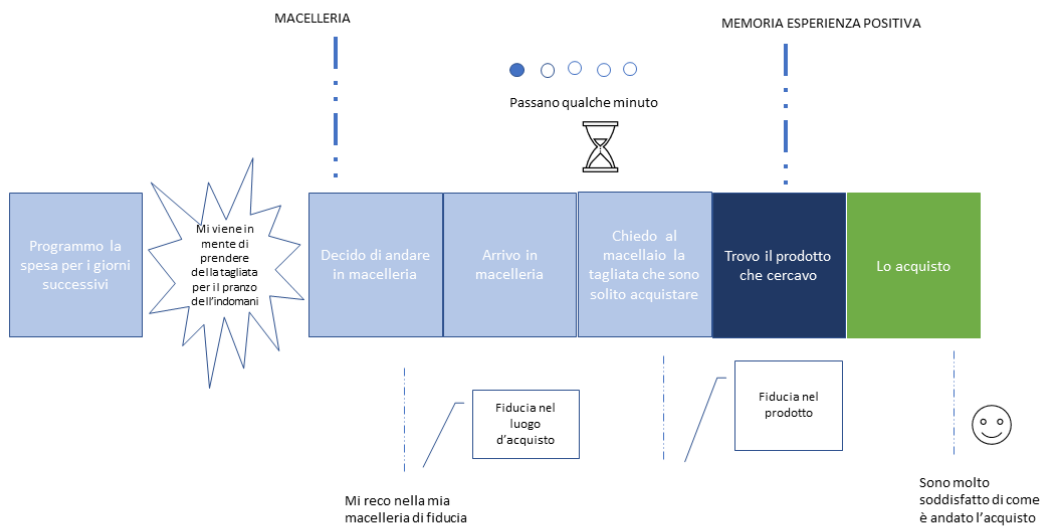 MACELLERIA
MEMORIA ESPERIENZA POSITIVA
Passano qualche minuto
Programmo la
spesa per i giorni
successivi
Mi viene in
mente di
prendere
della tagliata
per il pranzo
dell'indomani
Decido di andare
in macelleria
Arrivo in
macelleria
Chiedo al
macellaio la
tagliata che sono
solito acquistare
Trovo il prodotto
che cercavo
Lo acquisto
Fiducia nel
luogo
d'acquisto
Fiducia nel
prodotto
Mi reco nella mia
macelleria di fiducia
Sono molto
soddisfatto di come
è andato l'acquisto